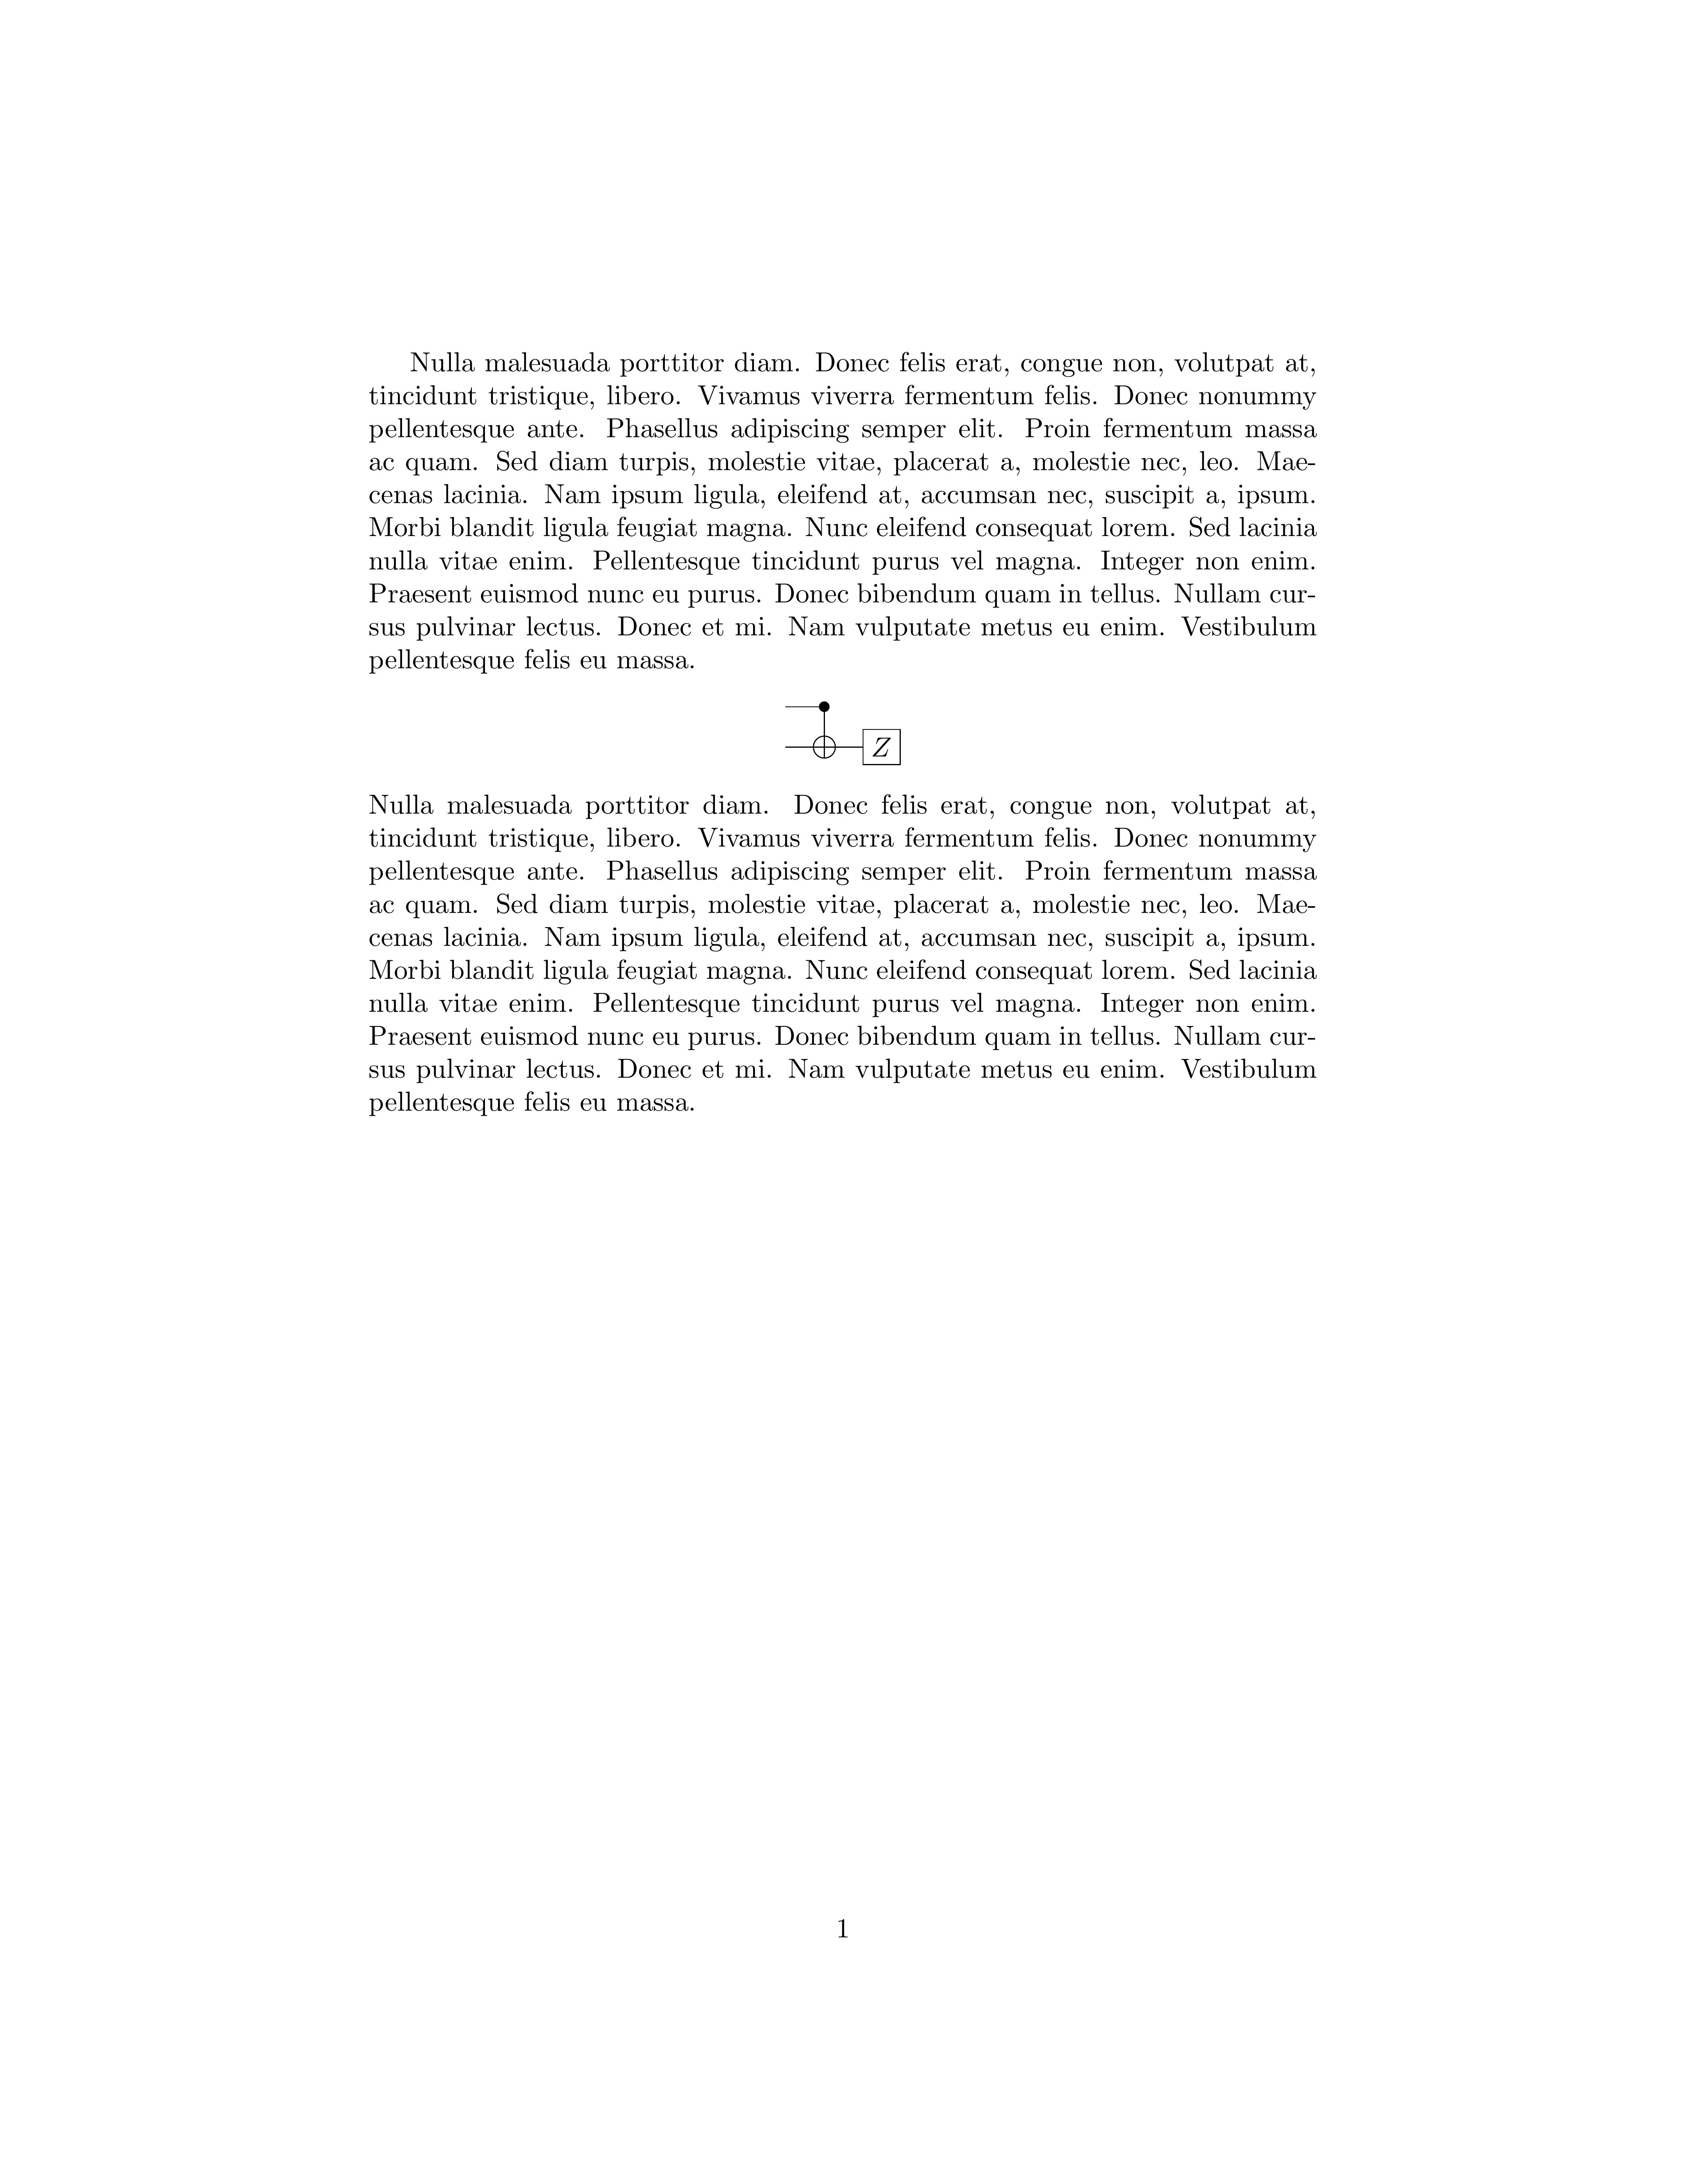 Nulla malesuada porttitor diam. Donec felis erat, congue non, volutpat at,
tincidunt tristique, libero. Vivamus viverra fermentum felis. Donec nonummy
pellentesque ante. Phasellus adipiscing semper elit. Proin fermentum massa
ac quam. Sed diam turpis, molestie vitae, placerat a, molestie nec, leo. Mae-
cenas lacinia. Nam ipsum ligula, eleifend at, accumsan nec, suscipit a, ipsum.
Morbi blandit ligula feugiat magna. Nunc eleifend consequat lorem. Sed lacinia
nulla vitae enim. Pellentesque tincidunt purus vel magna. Integer non enim.
Praesent euismod nunc eu purus. Donec bibendum quam in tellus. Nullam cur-
sus pulvinar lectus. Donec et mi. Nam vulputate metus eu enim. Vestibulum
pellentesque felis eu massa.
Z
Nulla malesuada porttitor diam. Donec felis erat, congue non, volutpat at,
tincidunt tristique, libero. Vivamus viverra fermentum felis. Donec nonummy
pellentesque ante. Phasellus adipiscing semper elit. Proin fermentum massa
ac quam. Sed diam turpis, molestie vitae, placerat a, molestie nec, leo. Mae-
cenas lacinia. Nam ipsum ligula, eleifend at, accumsan nec, suscipit a, ipsum.
Morbi blandit ligula feugiat magna. Nunc eleifend consequat lorem. Sed lacinia
nulla vitae enim. Pellentesque tincidunt purus vel magna. Integer non enim.
Praesent euismod nunc eu purus. Donec bibendum quam in tellus. Nullam cur-
sus pulvinar lectus. Donec et mi. Nam vulputate metus eu enim. Vestibulum
pellentesque felis eu massa.
1